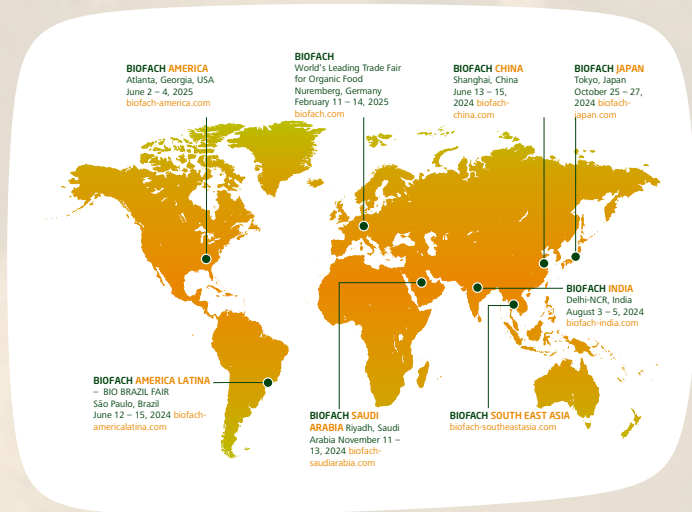 BIOFACH AMERICA
Atlanta, Georgia, USA
June 2 – 4, 2025
biofach-america.com
BIOFACH
World's Leading Trade Fair
for Organic Food
Nuremberg, Germany
February 11 – 14, 2025
biofach.com
BIOFACH CHINA
Shanghai, China
June 13 – 15,
2024 biofach-
china.com
BIOFACH JAPAN
Tokyo, Japan
October 25 – 27,
2024 biofach-
japan.com
BIOFACH INDIA
Delhi-NCR, India
August 3 – 5, 2024
biofach-india.com
BIOFACH AMERICA LATINA
– BIO BRAZIL FAIR
São Paulo, Brazil
June 12 – 15, 2024 biofach-
americalatina.com
BIOFACH SAUDI
ARABIA Riyadh, Saudi
Arabia November 11 –
13, 2024 biofach-
saudiarabia.com
BIOFACH SOUTH EAST ASIA
biofach-southeastasia.com